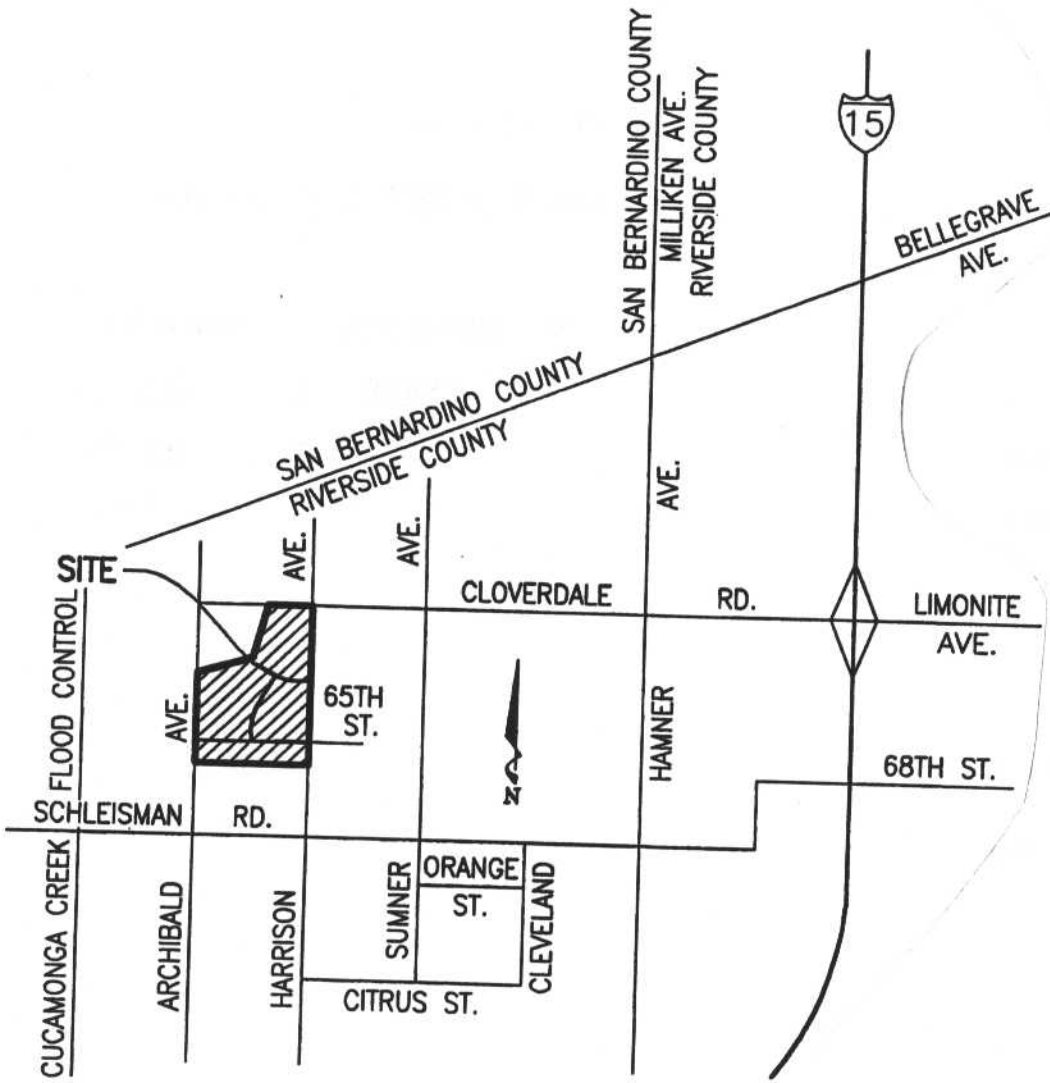 SAN BERNARDINO COUNTY
MILLIKEN AVE.
RIVERSIDE COUNTY
15
BELLEGRAVE
AVE.
SAN BERNARDINO COUNTY
RIVERSIDE COUNTY
AVE.
AVE.
AVE.
SITE
CLOVERDALE RD.
LIMONITE
AVE.
CUCAMONGA CREEK FLOOD CONTROL
AVE.
65TH
ST.
N
HAMNER
68TH ST.
SCHLEISMAN RD.
ARCHIBALD
HARRISON
SUMNER
ORANGE
ST.
CLEVELAND
CITRUS ST.